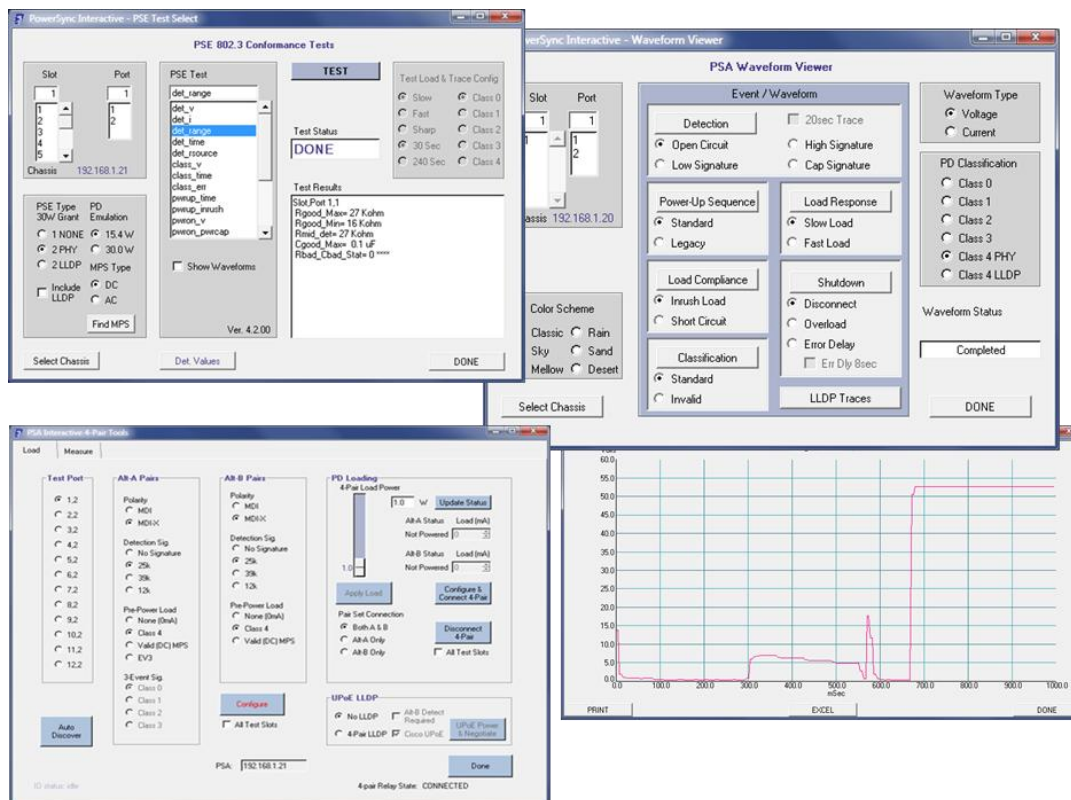 PowerSync Interactive - PSE Test Select
PSE 802.3 Conformance Tests
Slot
Port
1
1
1
2
3
4
5
1
2
Chassis 192.168.1.21
PSE Test
det_range
det_v
det_i
det_range
det_time
det_rsource
class_v
class_time
class_err
pwrup_time
pwrup_inrush
pwron_v
pwron_pwrcap
Show Waveforms
Ver. 4.2.00
TEST
Test Status
DONE
Test Load & Trace Config
Slow Class 0
Fast Class 1
Sharp Class 2
30 Sec Class 3
240 Sec Class 4
Test Results
Slot,Port 1,1
Rgood_Max= 27 Kohm
Rgood_Min= 16 Kohm
Rmid_det= 27 Kohm
Cgood_Max= 0.1 uF
Rbad_Cbad_Stat= 0 ****
PSE Type PD
30W Grant Emulation
1 NONE 15.4 W
2 PHY 30.0 W
2 LLDP MPS Type
Include LLDP
DC
AC
Find MPS
Select Chassis
Det. Values
DONE
werSync Interactive - Waveform Viewer
PSA Waveform Viewer
Slot
Port
1
1
1
1
2
assis 192.168.1.20
Color Scheme
Classic Rain
Sky Sand
Mellow Desert
Select Chassis
Event / Waveform
Detection
20sec Trace
Open Circuit
High Signature
Low Signature
Cap Signature
Power-Up Sequence
Standard
Legacy
Load Response
Slow Load
Fast Load
Load Compliance
Inrush Load
Short Circuit
Shutdown
Disconnect
Overload
Error Delay
Err Dly 8sec
Classification
Standard
Invalid
LLDP Traces
Waveform Type
Voltage
Current
PD Classification
Class 0
Class 1
Class 2
Class 3
Class 4 PHY
Class 4 LLDP
Waveform Status
Completed
DONE
PSA Interactive 4-Pair Tools
Load
Measure
Test Port
1,2
2,2
3,2
4,2
5,2
6,2
7,2
8,2
9,2
10,2
11,2
12,2
Auto Discover
Alt-A Pairs
Polarity
MDI
MDI-X
Detection Sig.
No Signature
25k
39k
12k
Pre-Power Load
None (0mA)
Class 4
Valid (DC) MPS
EV3
3-Event Sig.
Class 0
Class 1
Class 2
Class 3
Alt-B Pairs
Polarity
MDI
MDI-X
Detection Sig.
No Signature
25k
39k
12k
Pre-Power Load
None (0mA)
Class 4
Valid (DC) MPS
Configure
All Test Slots
PD Loading
4-Pair Load Power
1.0 W
Update Status
Alt-A Status Load (mA)
Not Powered 0
Alt-B Status Load (mA)
Not Powered 0
1.0
Apply Load
Configure & Connect 4-Pair
Pair Set Connection
Both A & B
Alt-A Only
Alt-B Only
Disconnect 4-Pair
All Test Slots
UPoE LLDP
No LLDP
Alt-B Detect Required
4-Pair LLDP
Cisco UPoE
UPoE Power & Negotiate
PSA: 192.168.1.21
Done
IO status: idle
4-pair Relay State: CONNECTED
60.0
55.0
50.0
45.0
40.0
35.0
30.0
25.0
20.0
15.0
10.0
5.0
0.0 100.0 200.0 300.0 400.0 500.0 600.0 700.0 800.0 900.0 1000.0
mSec
PRINT
EXCEL
DONE